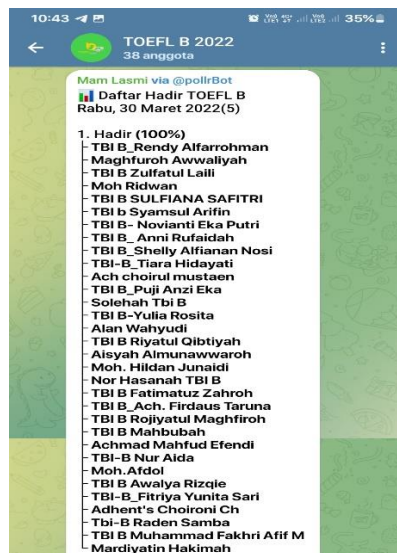 10:43
35%
TOEFL B 2022
38 anggota
Mam Lasmi via @pollrBot
Daftar Hadir TOEFL B
Rabu, 30 Maret 2022(5)
1. Hadir (100%)
TBI B_Rendy Alfarrohman
Maghfuroh Awwaliyah
TBI B Zulfatul Laili
Moh Ridwan
TBI B SULFIANA SAFITRI
TBI b Syamsul Arifin
TBI B- Novianti Eka Putri
TBI B_ Anni Rufaidah
TBI B_Shelly Alfianan Nosi
TBI-B_Tiara Hidayati
Ach choirul mustaen
TBI B_Puji Anzi Eka
Solehah Tbi B
TBI B-Yulia Rosita
Alan Wahyudi
TBI B Riyatul Qibtiyah
Aisyah Almunawwaroh
Moh. Hildan Junaidi
Nor Hasanah TBI B
TBI B Fatimatuz Zahroh
TBI B_Ach. Firdaus Taruna
TBI B Rojiyatul Maghfiroh
TBI B Mahbubah
Achmad Mahfud Efendi
TBI-B Nur Aida
Moh.Afdol
TBI B Awalya Rizqie
TBI-B_Fitriya Yunita Sari
Adhent's Choironi Ch
Tbi-B Raden Samba
TBI B Muhammad Fakhri Afif M
Mardiyatin Hakimah